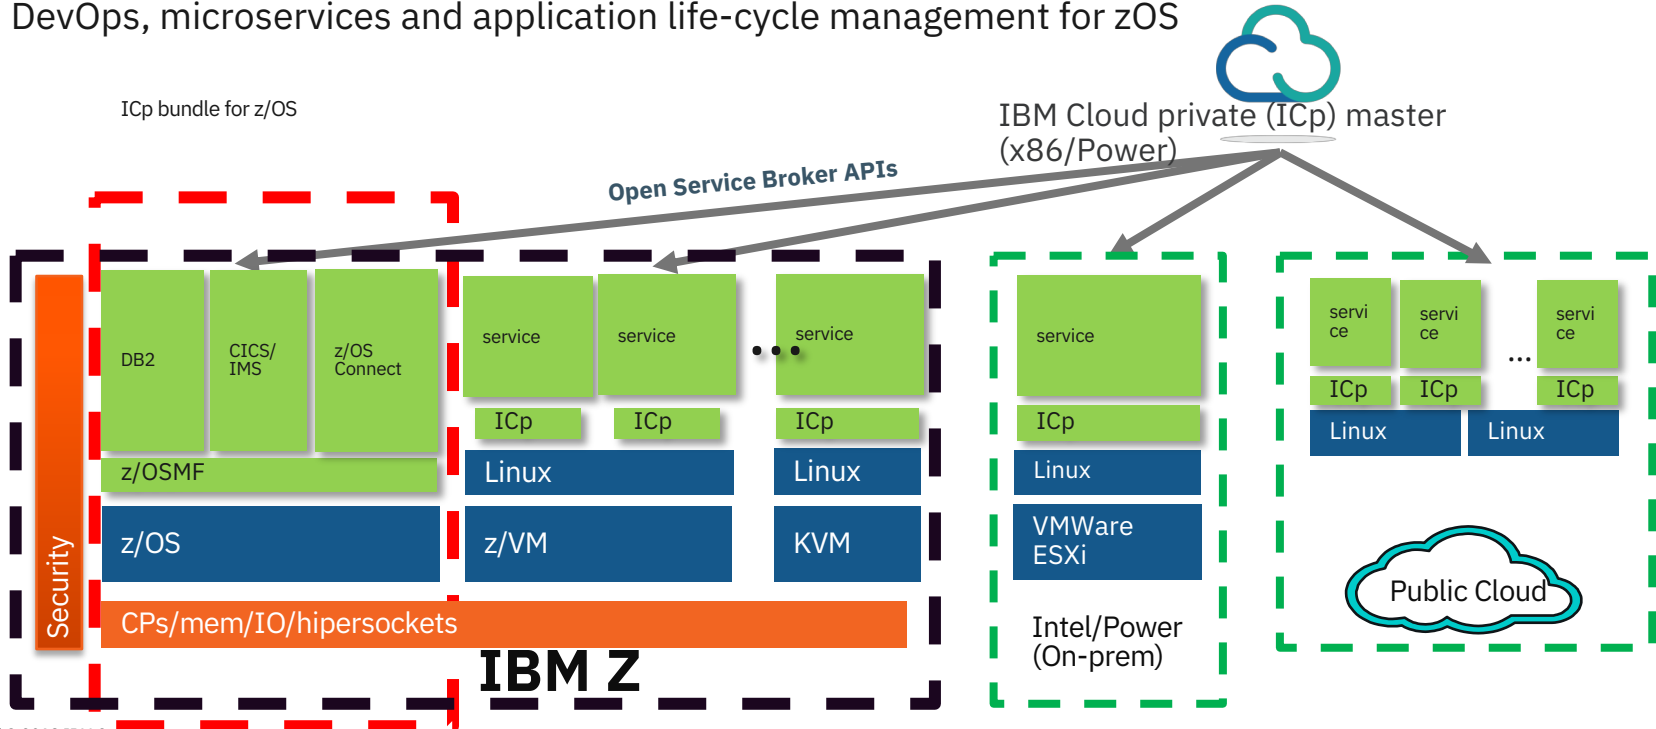 DevOps, microservices and application life-cycle management for zOS
ICp bundle for z/OS
IBM Cloud private (ICp) master
(x86/Power)
Open Service Broker APIs
Security
DB2
CICS/
IMS
z/OS
Connect
z/OSMF
z/OS
CPs/mem/IO/hipersockets
IBM Z
service
service
...
service
ICp
ICp
ICp
Linux
Linux
z/VM
KVM
service
ICp
Linux
VMWare
ESXi
Intel/Power
(On-prem)
servi
ce
servi
ce
...
servi
ce
ICp
ICp
ICp
Linux
Linux
Public Cloud